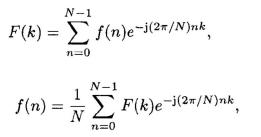 F(k) = \sum_{n=0}^{N-1} f(n) e^{-j(2\pi/N)nk},
f(n) = \frac{1}{N} \sum_{n=0}^{N-1} F(k) e^{-j(2\pi/N)nk},